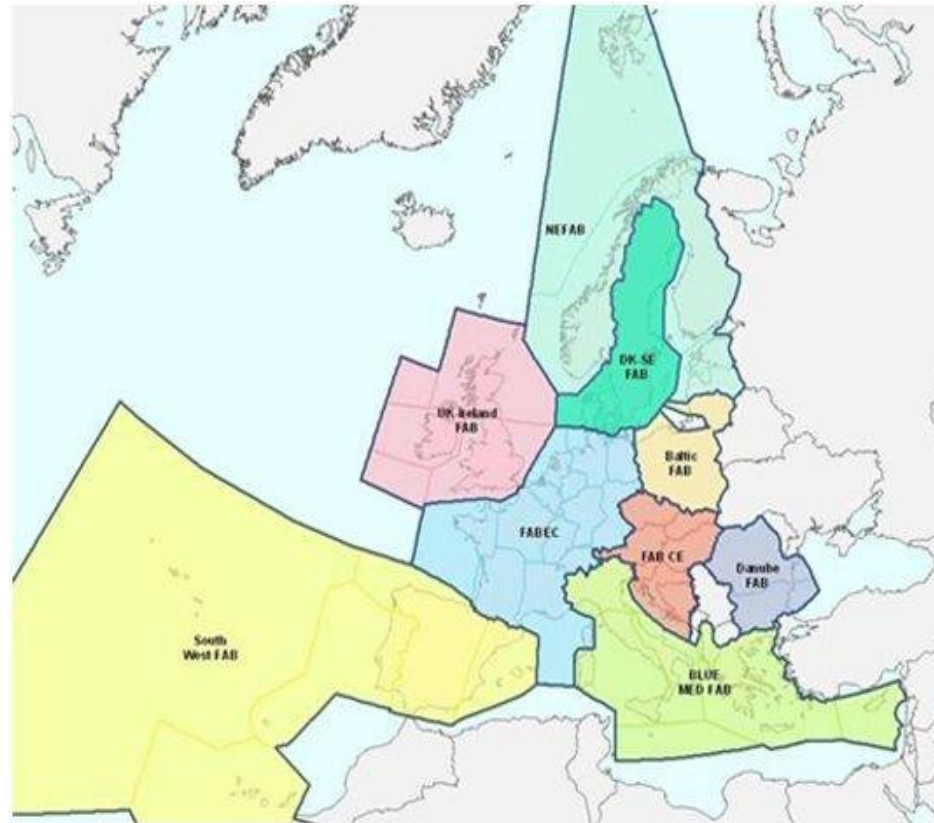 NEFAB
DK-SE
FAB
UK-Ireland
FAB
Baltic
FAB
FABEC
FAB CE
Danube
FAB
South
West FAB
BLUE
MED FAB